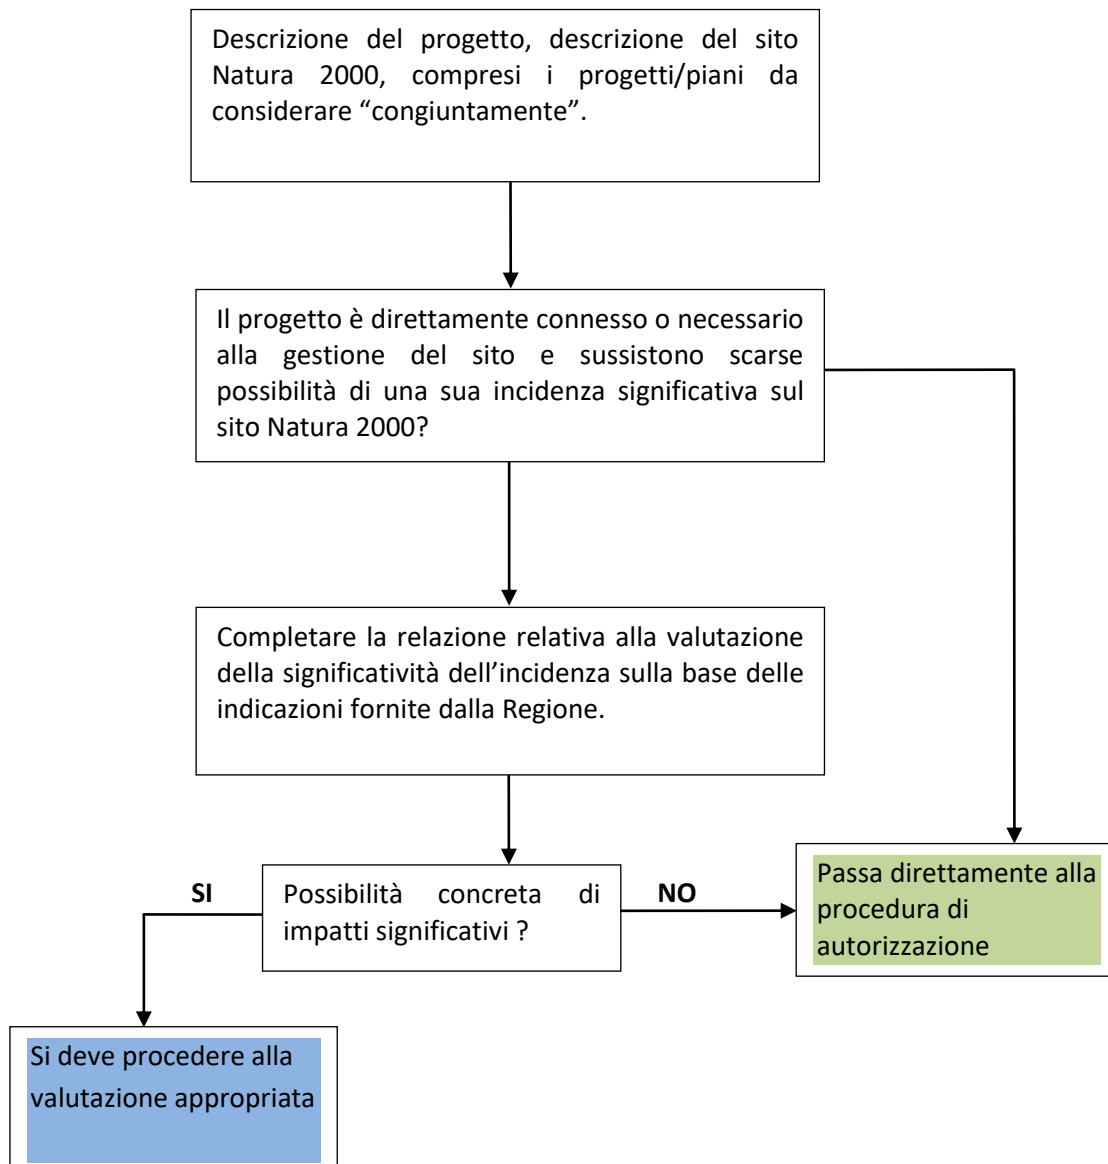 Descrizione del progetto, descrizione del sito
Natura 2000, compresi i progetti/piani da
considerare “congiuntamente”.
Il progetto è direttamente connesso o necessario
alla gestione del sito e sussistono scarse
possibilità di una sua incidenza significativa sul
sito Natura 2000?
Completare la relazione relativa alla valutazione
della significatività dell’incidenza sulla base delle
indicazioni fornite dalla Regione.
SI
Possibilità concreta di
impatti significativi ?
NO
Passa direttamente alla
procedura di
autorizzazione
Si deve procedere alla
valutazione appropriata